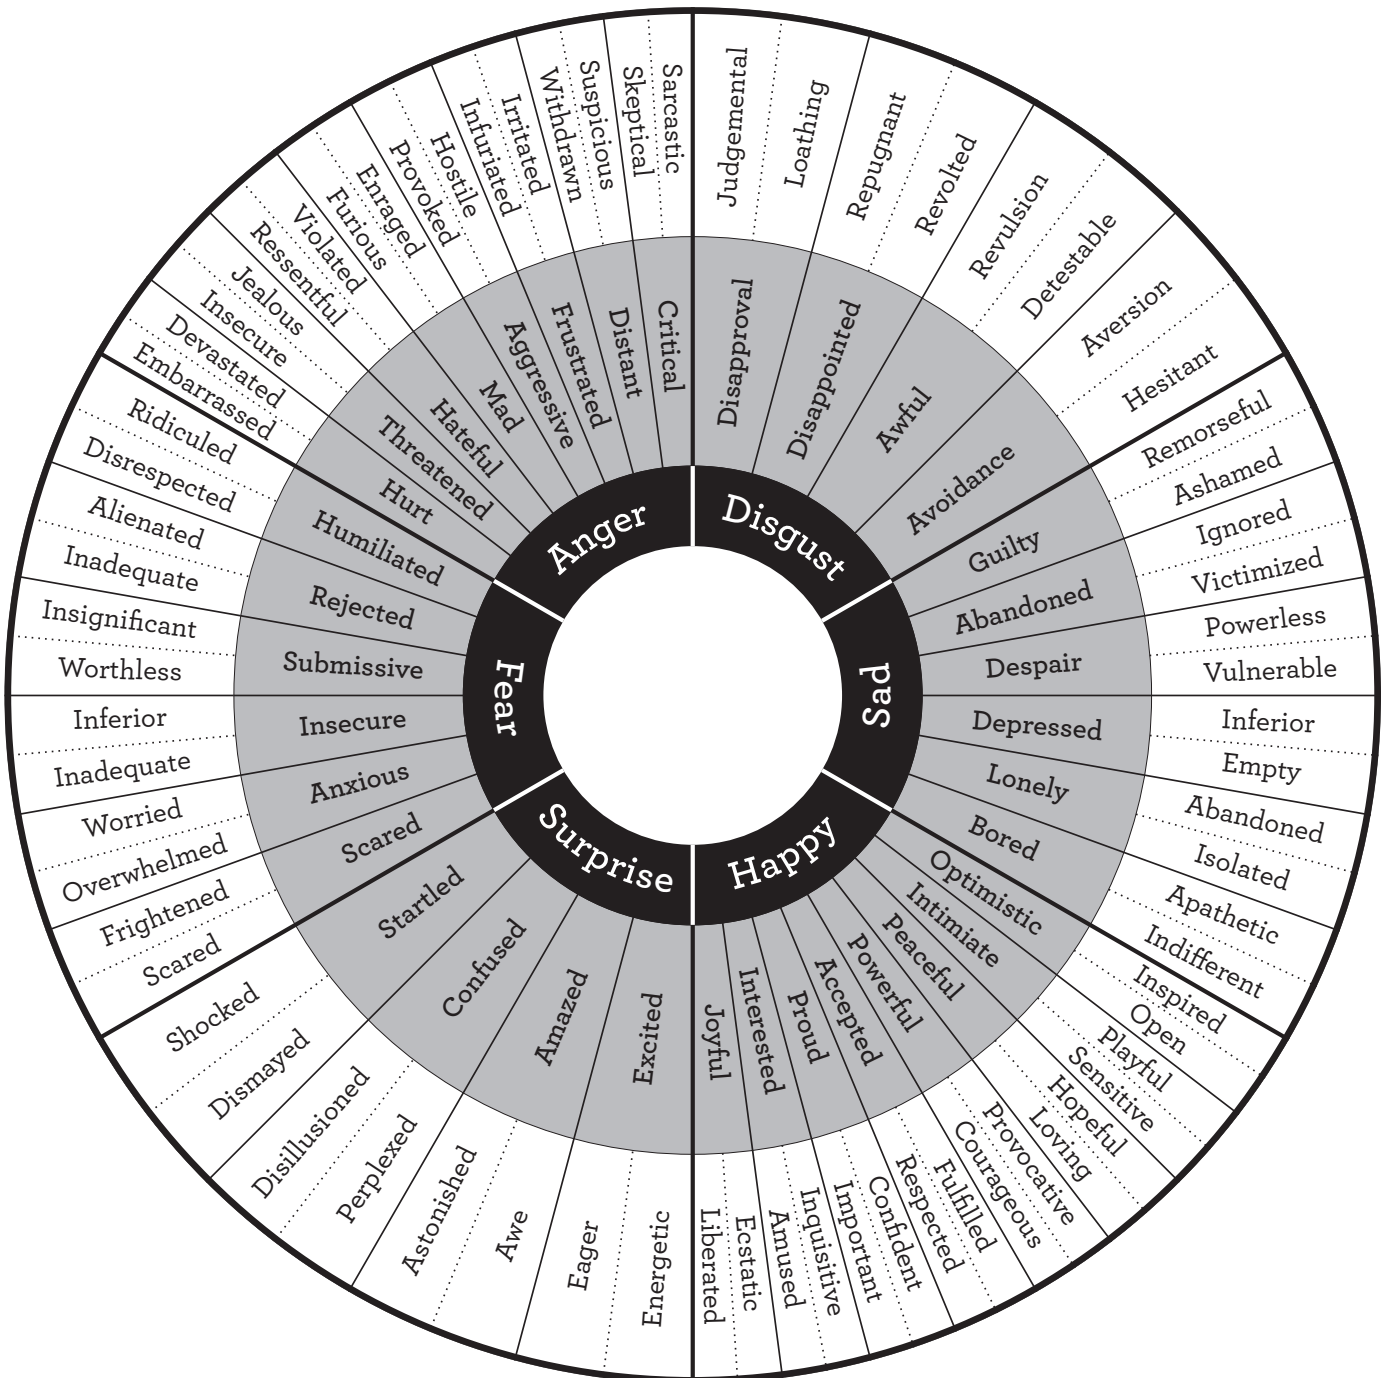 Anger
Disgust
Sad
Happy
Surprise
Fear
Disapproval
Disappointed
Awful
Avoidance
Guilty
Abandoned
Despair
Depressed
Lonely
Bored
Optimistic
Intimiate
Peaceful
Powerful
Accepted
Proud
Interested
Joyful
Excited
Amazed
Confused
Startled
Scared
Anxious
Insecure
Submissive
Rejected
Humiliated
Hurt
Threatened
Hateful
Mad
Aggressive
Frustrated
Distant
Critical
Judgemental
Loathing
Repugnant
Revolted
Revulsion
Detestable
Aversion
Hesitant
Remorseful
Ashamed
Ignored
Victimized
Powerless
Vulnerable
Inferior
Empty
Abandoned
Isolated
Apathetic
Indifferent
Inspired
Open
Playful
Sensitive
Hopeful
Loving
Provocative
Courageous
Fulfilled
Respected
Confident
Important
Inquisitive
Amused
Ecstatic
Liberated
Energetic
Eager
Awe
Astonished
Perplexed
Disillusioned
Dismayed
Shocked
Scared
Frightened
Overwhelmed
Worried
Inadequate
Inferior
Worthless
Insignificant
Inadequate
Alienated
Disrespected
Ridiculed
Embarrassed
Devastated
Insecure
Jealous
Ressentful
Violated
Furious
Enraged
Provoked
Hostile
Infuriated
Irritated
Withdrawn
Suspicious
Skeptical
Sarcastic